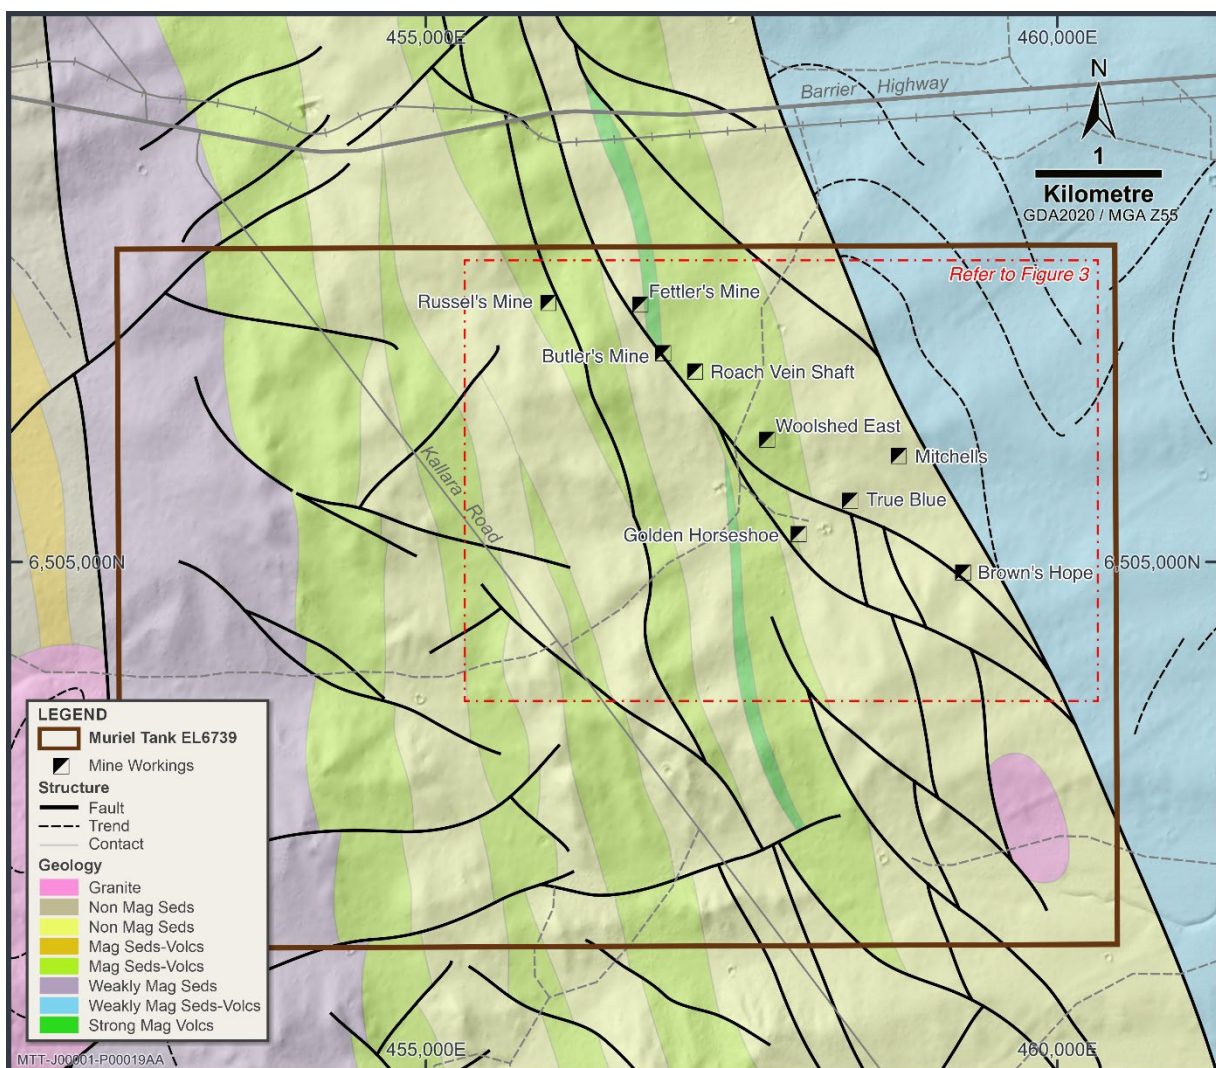 455,000E
460,000E
Barrier Highway
N
1
Kilometre
GDA2020 / MGA Z55
Refer to Figure 3
Russel's Mine
Fettler's Mine
Butler's Mine
Roach Vein Shaft
Woolshed East
Mitchells
Kallara Road
True Blue
Golden Horseshoe
6,505,000N
6,505,000N
Brown's Hope
LEGEND
Muriel Tank EL6739
Mine Workings
Structure
Fault
Trend
Contact
Geology
Granite
Non Mag Seds
Non Mag Seds
Mag Seds-Volcs
Mag Seds-Volcs
Weakly Mag Seds
Weakly Mag Seds-Volcs
Strong Mag Volcs
MTT-J00001-P00019AA
455,000E
460,000E